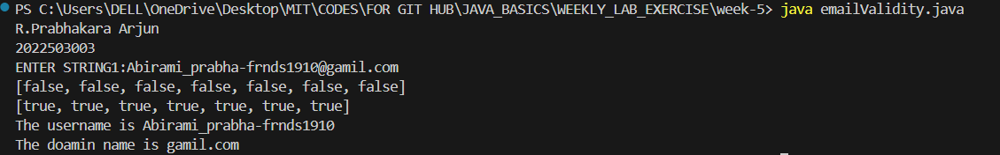 PS C:\Users\DELL\OneDrive\Desktop\MIT\CODES\FOR GIT HUB\JAVA_BASICS\WEEKLY_LAB_EXERCISE\week-5> java emailValidity.java
R.Prabhakara Arjun
2022503003
ENTER STRING1:Abirami_prabha-frnds1910@gamil.com
[false, false, false, false, false, false, false]
[true, true, true, true, true, true, true]
The username is Abirami_prabha-frnds1910
The doamin name is gamil.com